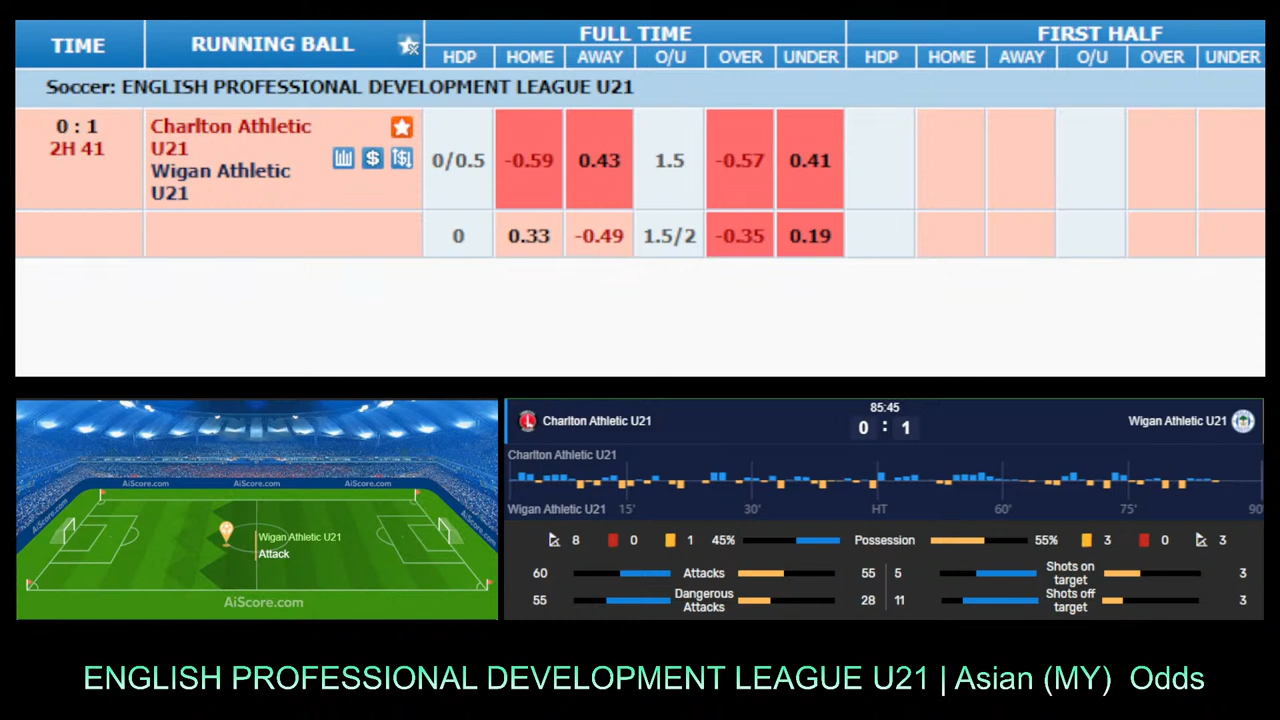 TIME RUNNING BALL FULL TIME FIRST HALF
HDP HOME AWAY O/U OVER UNDER HDP HOME AWAY O/U OVER UNDER
Soccer: ENGLISH PROFESSIONAL DEVELOPMENT LEAGUE U21
0 : 1
2H 41
Charlton Athletic
U21
Wigan Athletic
U21
0/0.5 -0.59 0.43 1.5 -0.57 0.41
0 0.33 -0.49 1.5/2 -0.35 0.19
AiScore.com AiScore.com AiScore.com
AiScore.com
AiScore.com
Wigan Athletic U21
Attack
AiScore.com
Charlton Athletic U21
85:45
0 : 1
Wigan Athletic U21
Charlton Athletic U21
Wigan Athletic U21 15' 30' HT 60' 75' 90'
8 0 1 45% Possession 55% 3 0 3
60 Attacks 55
5 Shots on
target 3
55 Dangerous
Attacks 28
11 Shots off
target 3
ENGLISH PROFESSIONAL DEVELOPMENT LEAGUE U21 | Asian (MY) Odds